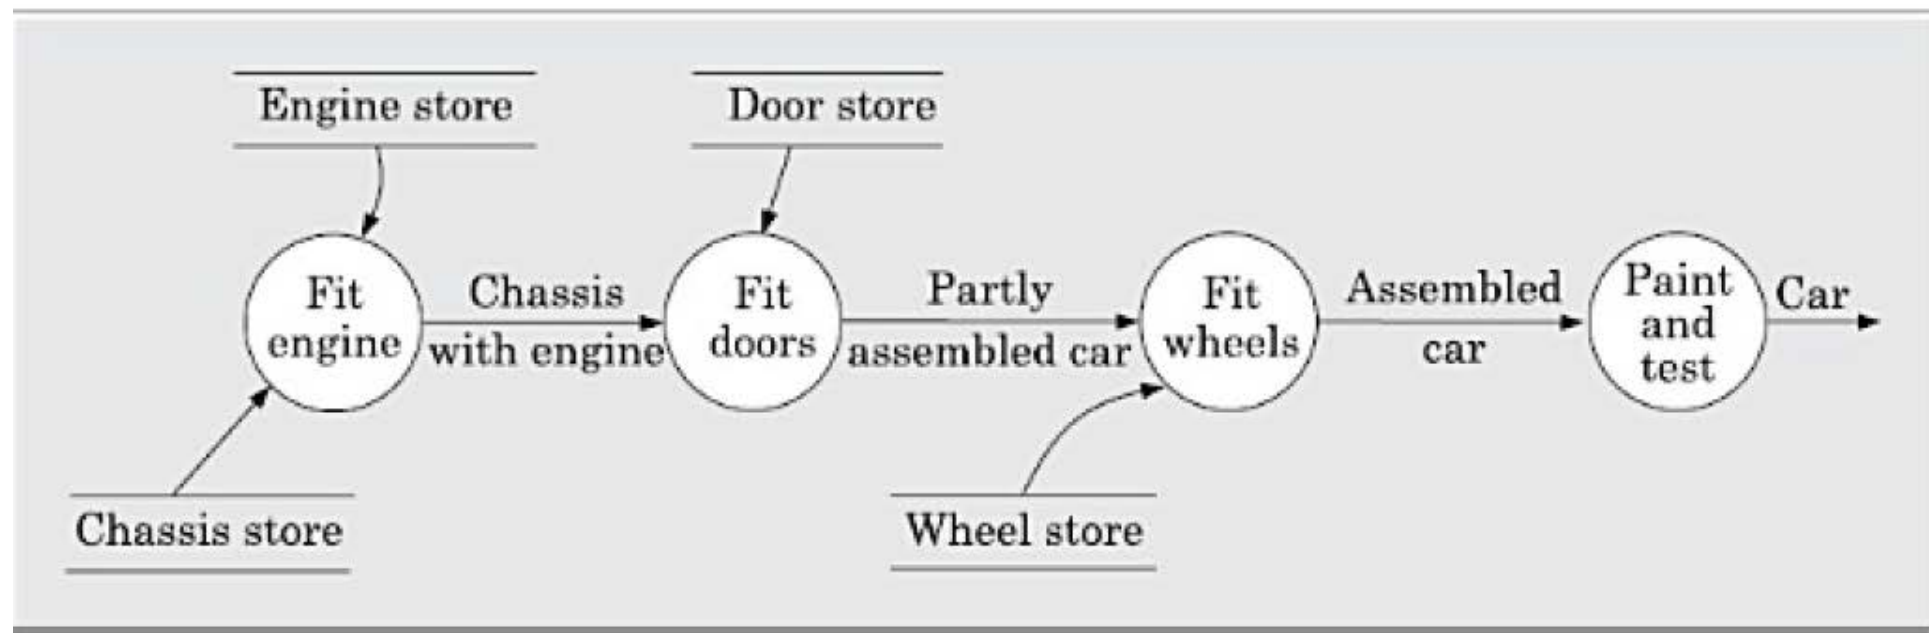 Engine store
Door store
Fit
engine
Chassis
with engine
Fit
doors
Partly
assembled car
Fit
wheels
Assembled
car
Paint
and
test
Car
Chassis store
Wheel store